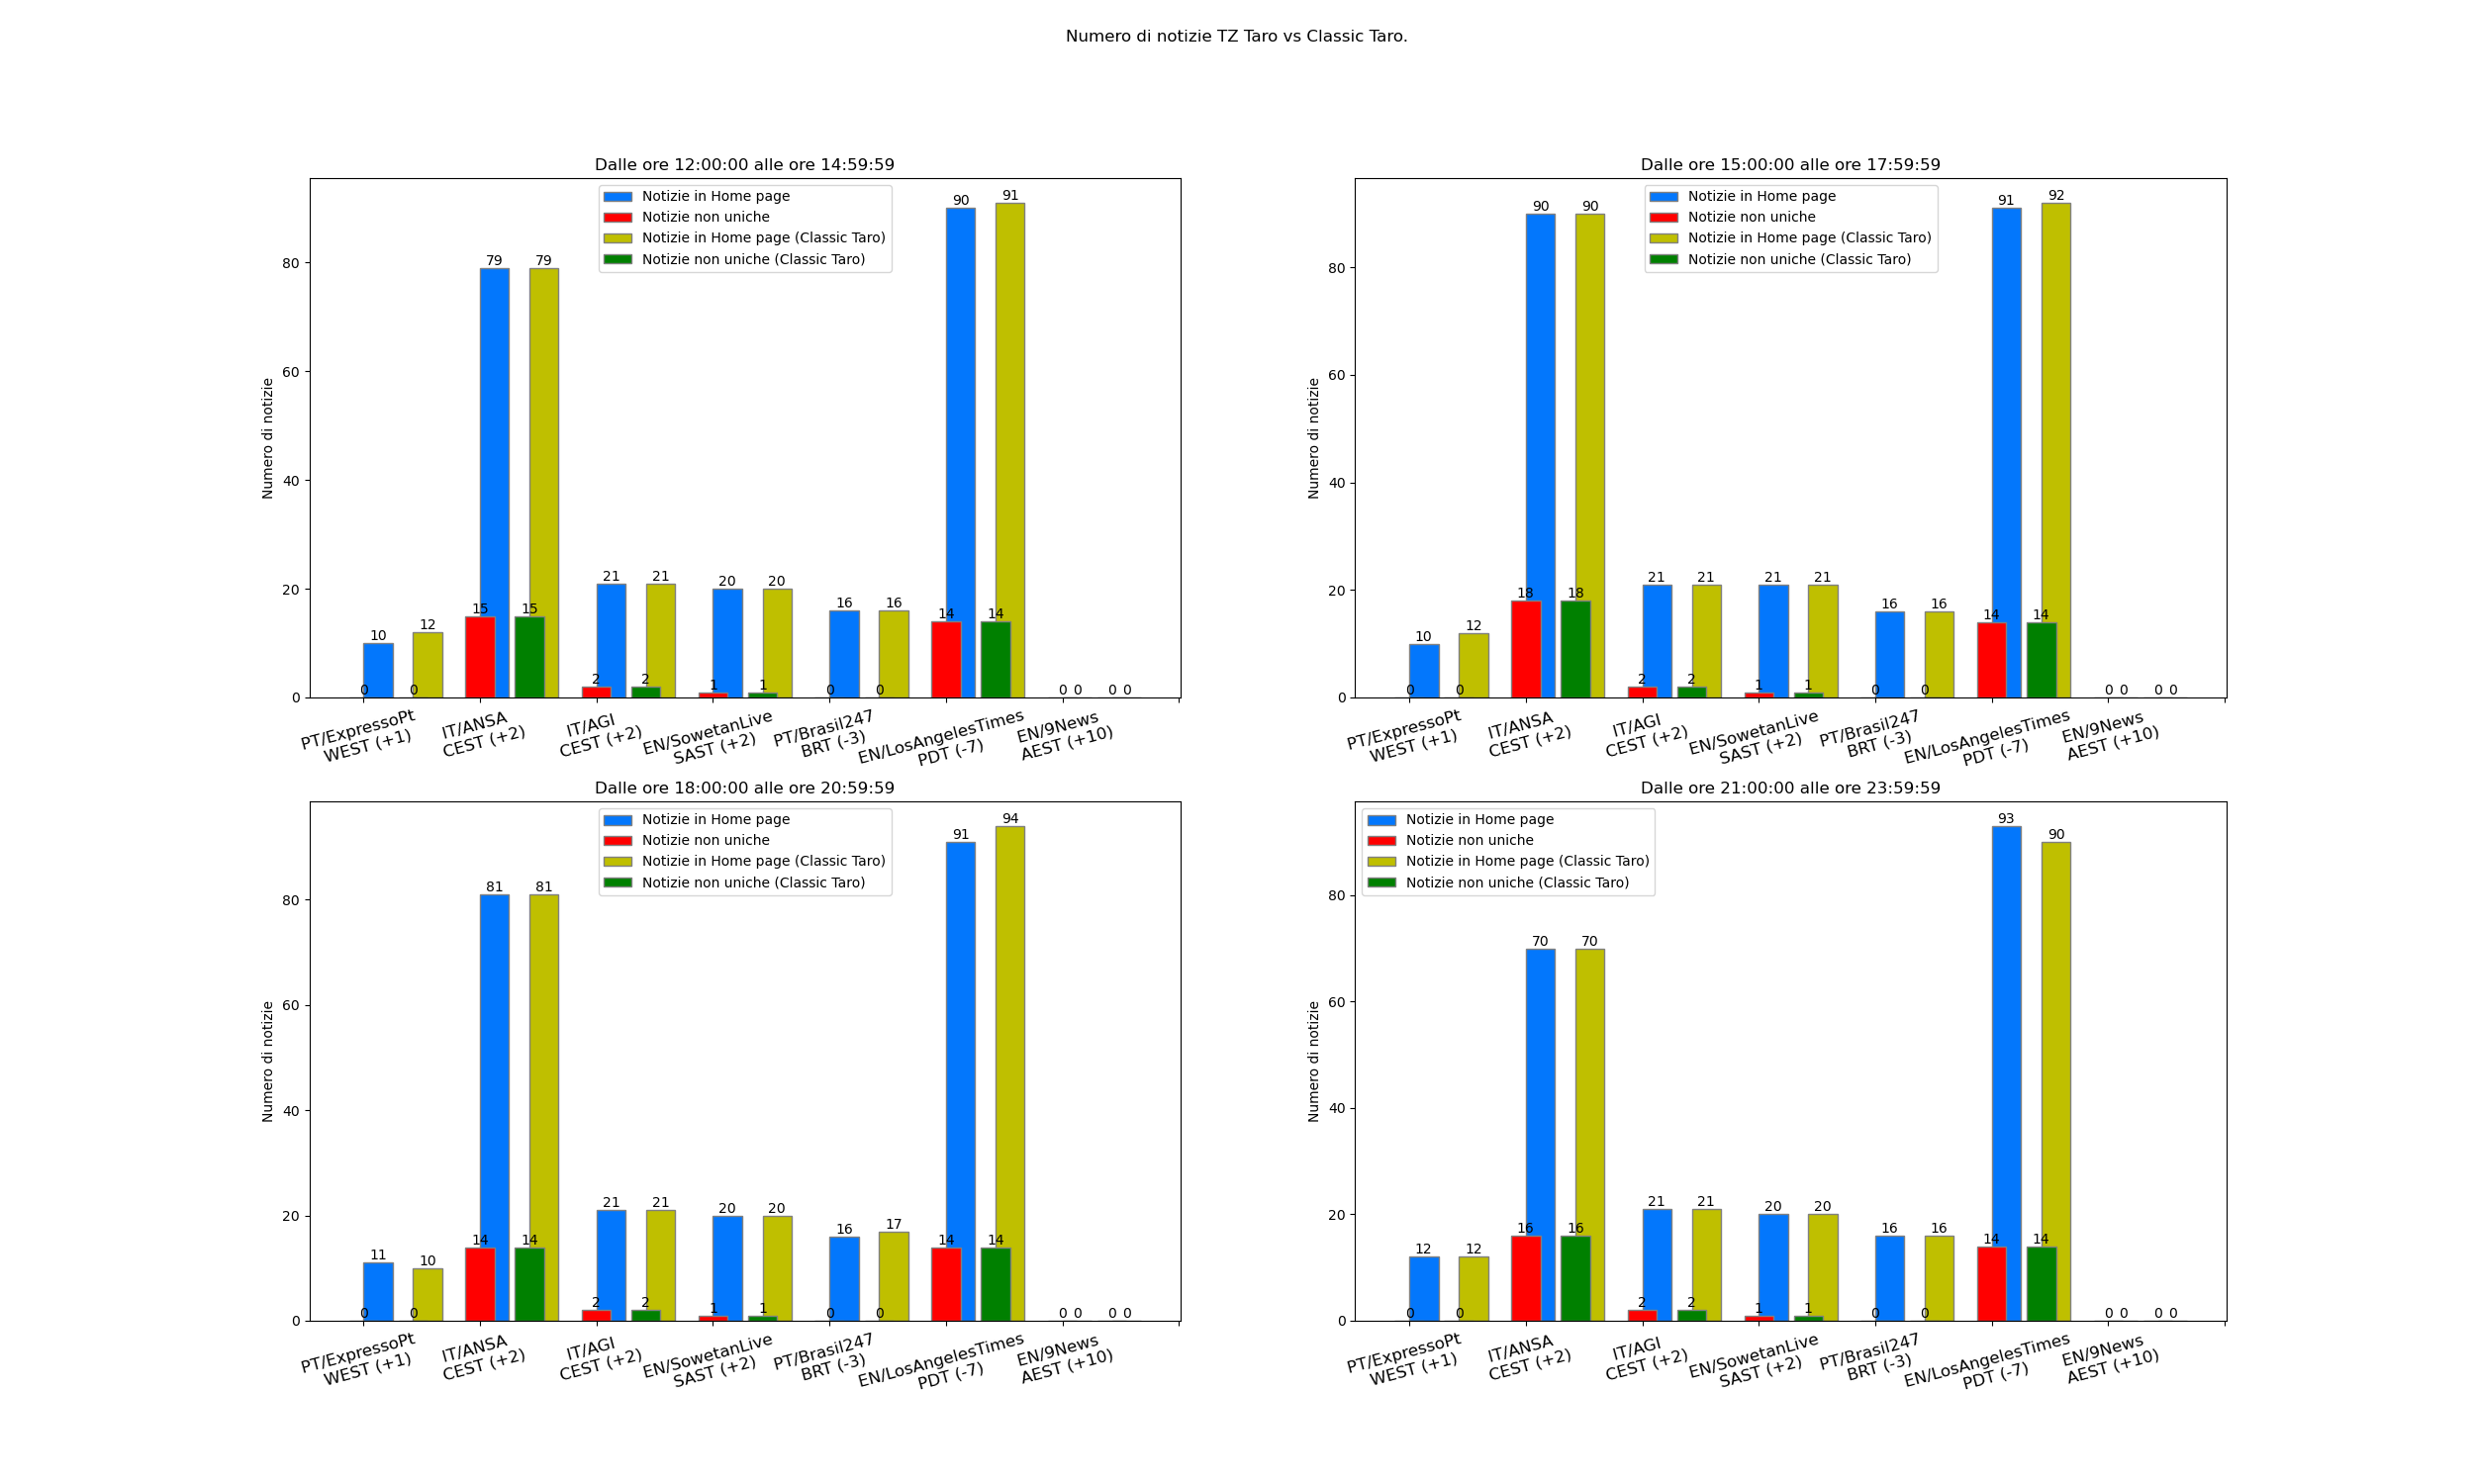 Numero di notizie TZ Taro vs Classic Taro.
Dalle ore 12:00:00 alle ore 14:59:59
Notizie in Home page
Notizie non uniche
Notizie in Home page (Classic Taro)
Notizie non uniche (Classic Taro)
Numero di notizie
80
60
40
20
0
0 10 0 12
15 79 15 79
2 21 2 21
1 20 1 20
0 16 0 16
14 90 14 91
0 0 0 0
PT/ExpressoPt
WEST (+1)
IT/ANSA
CEST (+2)
IT/AGI
CEST (+2)
EN/SowetanLive
SAST (+2)
PT/Brasil247
BRT (-3)
EN/LosAngelesTimes
PDT (-7)
EN/9News
AEST (+10)
Dalle ore 15:00:00 alle ore 17:59:59
Notizie in Home page
Notizie non uniche
Notizie in Home page (Classic Taro)
Notizie non uniche (Classic Taro)
Numero di notizie
80
60
40
20
0
0 10 0 12
18 90 18 90
2 21 2 21
1 21 1 21
0 16 0 16
14 91 14 92
0 0 0 0
PT/ExpressoPt
WEST (+1)
IT/ANSA
CEST (+2)
IT/AGI
CEST (+2)
EN/SowetanLive
SAST (+2)
PT/Brasil247
BRT (-3)
EN/LosAngelesTimes
PDT (-7)
EN/9News
AEST (+10)
Dalle ore 18:00:00 alle ore 20:59:59
Notizie in Home page
Notizie non uniche
Notizie in Home page (Classic Taro)
Notizie non uniche (Classic Taro)
Numero di notizie
80
60
40
20
0
0 11 0 10
14 81 14 81
2 21 2 21
1 20 1 20
0 16 0 17
14 91 14 94
0 0 0 0
PT/ExpressoPt
WEST (+1)
IT/ANSA
CEST (+2)
IT/AGI
CEST (+2)
EN/SowetanLive
SAST (+2)
PT/Brasil247
BRT (-3)
EN/LosAngelesTimes
PDT (-7)
EN/9News
AEST (+10)
Dalle ore 21:00:00 alle ore 23:59:59
Notizie in Home page
Notizie non uniche
Notizie in Home page (Classic Taro)
Notizie non uniche (Classic Taro)
Numero di notizie
80
60
40
20
0
0 12 0 12
16 70 16 70
2 21 2 21
1 20 1 20
0 16 0 16
14 93 14 90
0 0 0 0
PT/ExpressoPt
WEST (+1)
IT/ANSA
CEST (+2)
IT/AGI
CEST (+2)
EN/SowetanLive
SAST (+2)
PT/Brasil247
BRT (-3)
EN/LosAngelesTimes
PDT (-7)
EN/9News
AEST (+10)